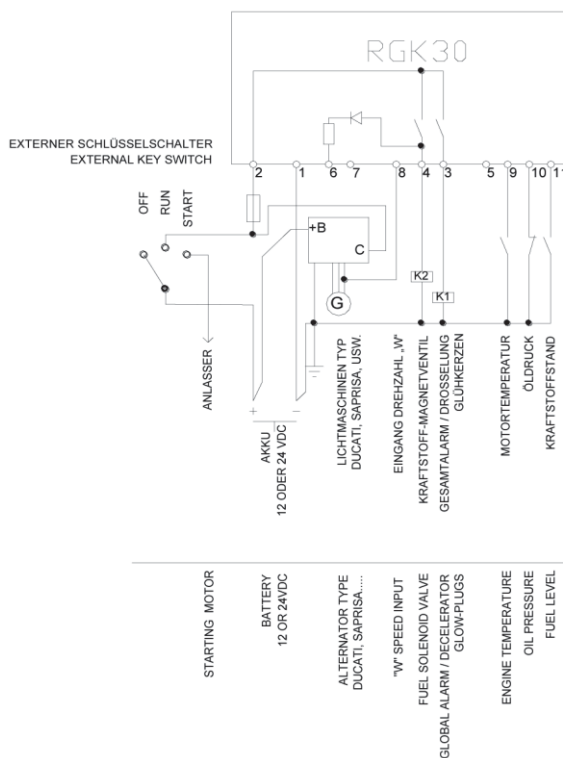 RGK30
EXTERNER SCHLÜSSELSCHALTER
EXTERNAL KEY SWITCH
2
1
6
7
8
4
3
5
9
10
11
OFF
RUN
START
+B
C
G
K2
K1
+
−
ANLASSER
AKKU
12 ODER 24 VDC
LICHTMASCHINEN TYP
DUCATI, SAPRISA, USW.
EINGANG DREHZAHL „W"
KRAFTSTOFF-MAGNETVENTIL
GESAMTALARM / DROSSELUNG
GLÜHKERZEN
MOTORTEMPERATUR
ÖLDRUCK
KRAFTSTOFFSTAND
STARTING MOTOR
BATTERY
12 OR 24VDC
ALTERNATOR TYPE
DUCATI, SAPRISA.....
"W" SPEED INPUT
FUEL SOLENOID VALVE
GLOBAL ALARM / DECELERATOR
GLOW-PLUGS
ENGINE TEMPERATURE
OIL PRESSURE
FUEL LEVEL